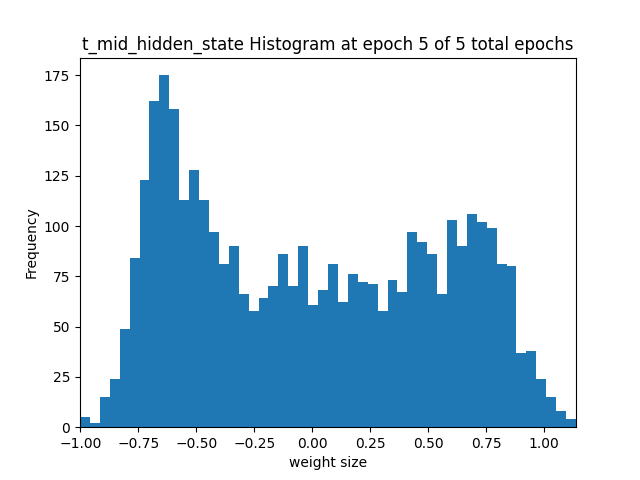 t_mid_hidden_state Histogram at epoch 5 of 5 total epochs
175
150
125
100
75
50
25
0
Frequency
−1.00 −0.75 −0.50 −0.25 0.00 0.25 0.50 0.75 1.00
weight size